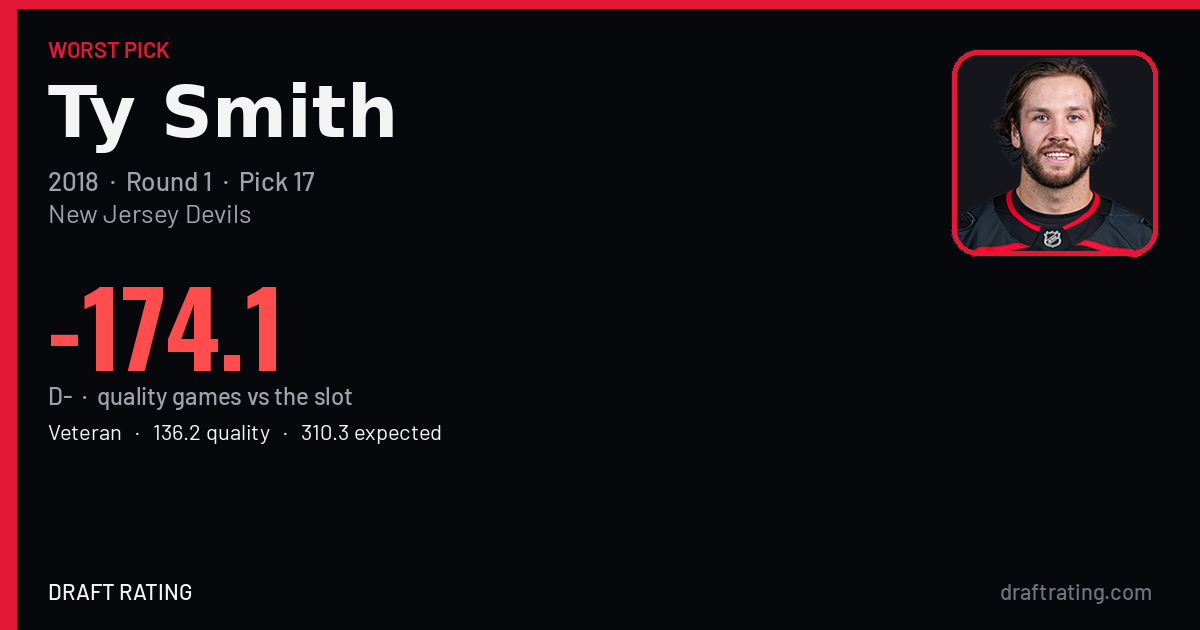 WORST PICK
Ty Smith
2018 · Round 1 · Pick 17
New Jersey Devils
-174.1
D- · quality games vs the slot
Veteran · 136.2 quality · 310.3 expected
DRAFT RATING
draftrating.com